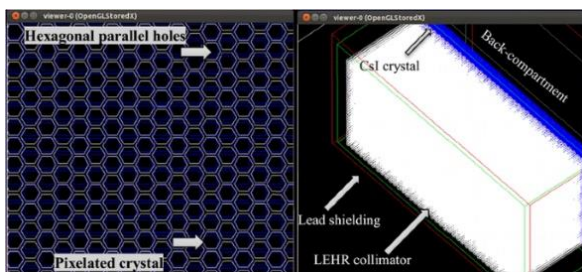 viewer-0 (OpenGLStoredX)
Hexagonal parallel holes
Pixelated crystal
viewer-0 (OpenGLStoredX)
CsI crystal
Back-compartment
Lead shielding
LEHR collimator